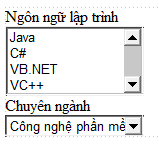 Ngôn ngữ lập trình
Java
C#
VB.NET
VC++
Chuyên ngành
Công nghệ phần mề